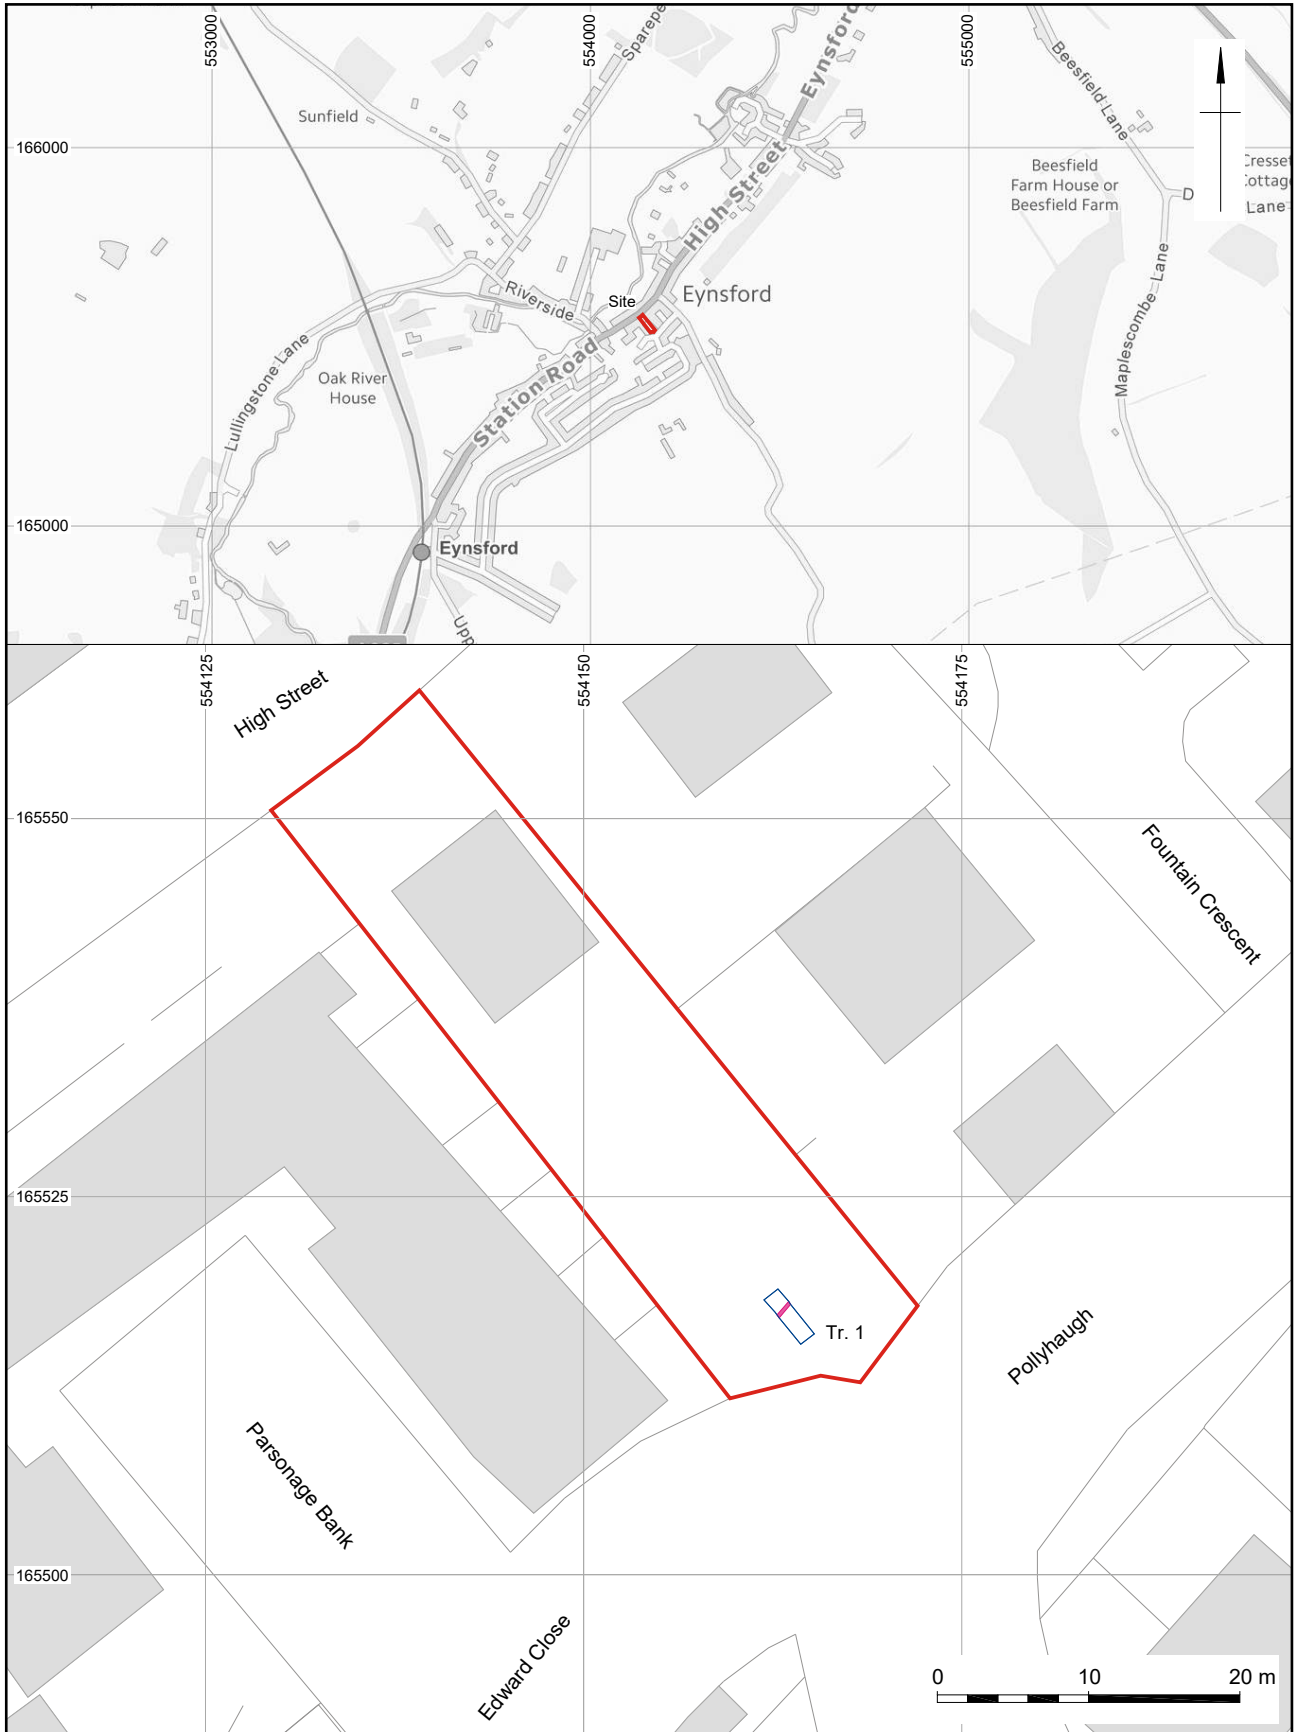 553000
554000
555000
Sparepe
Eynsford
Beesfield Lane
Sunfield
166000
Beesfield
Farm House or
Beesfield Farm
Cresse
Cottag
D
Lane
High Street
Riverside
Site
Eynsford
Maplescombe Lane
Lullingstone Lane
Oak River
House
Station Road
165000
Eynsford
Upp
554125
554150
554175
High Street
165550
Fountain Crescent
165525
Tr. 1
Pollyhaugh
Parsonage Bank
165500
Edward Close
0 10 20 m